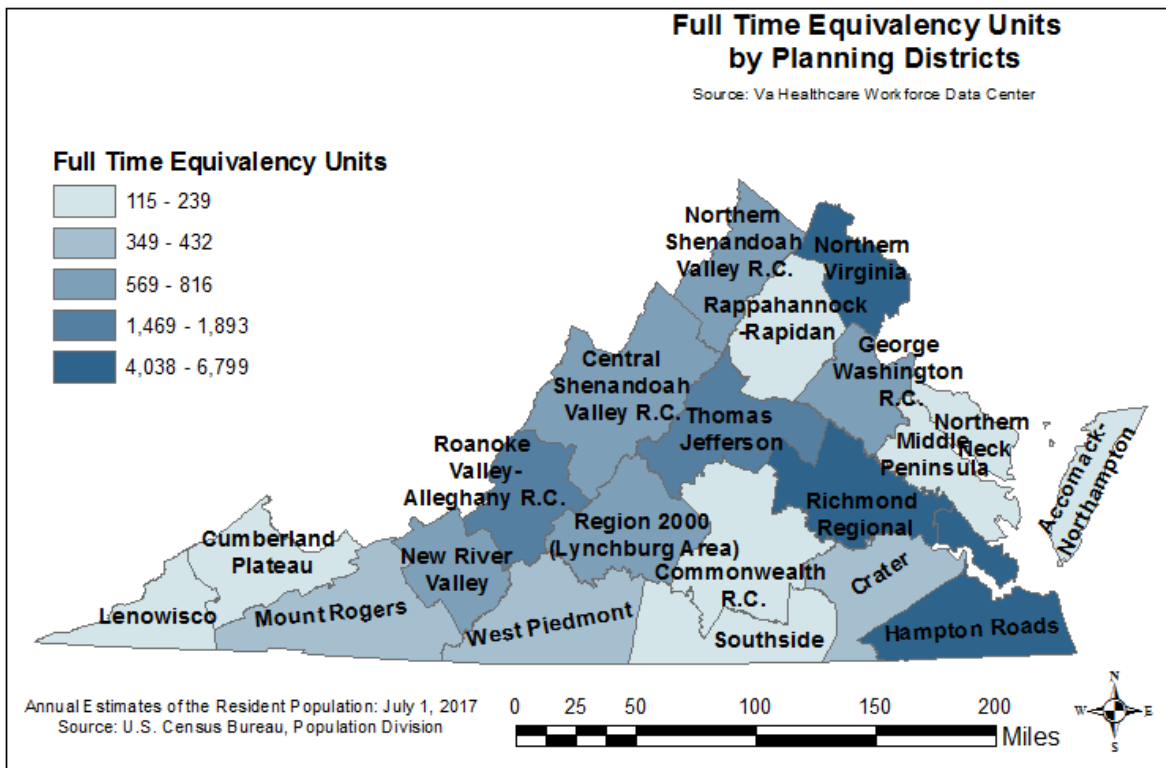 Full Time Equivalency Units
by Planning Districts
Source: Va Healthcare Workforce Data Center
Full Time Equivalency Units
115 - 239
349 - 432
569 - 816
1,469 - 1,893
4,038 - 6,799
Northern
Shenandoah
Valley R.C.
Northern
Virginia
Rappahannock
-Rapidan
George
Washington
R.C.
Central
Shenandoah
Valley R.C.
Thomas
Jefferson
Northern
Neck
Middle
Peninsula
Accomack-
Northampton
Roanoke
Valley-
Alleghany R.C.
Richmond
Regional
Region 2000
(Lynchburg Area)
Cumberland
Plateau
New River
Valley
Commonwealth
R.C.
Crater
Lenowisco
Mount Rogers
West Piedmont
Southside
Hampton Roads
Annual Estimates of the Resident Population: July 1, 2017
Source: U.S. Census Bureau, Population Division
0 25 50 100 150 200
Miles
N
W E
S